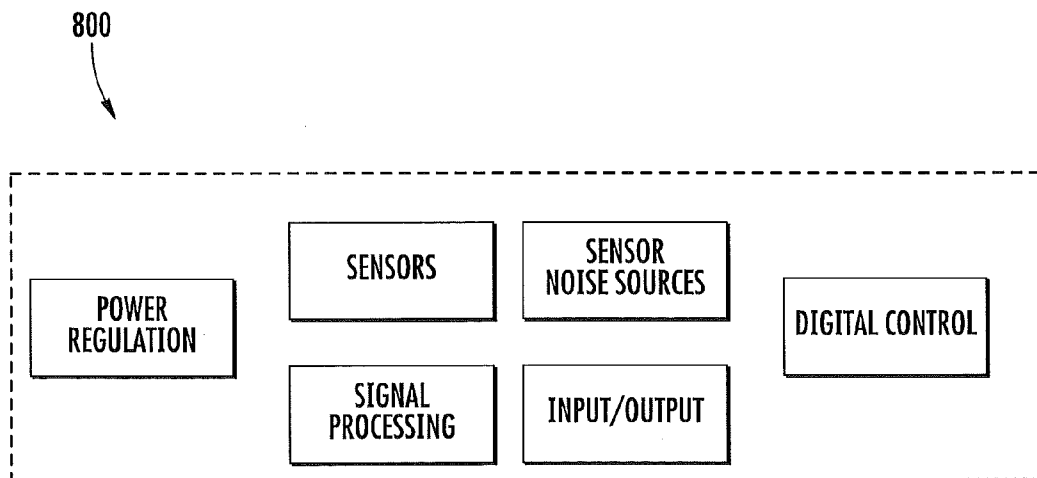 800
SENSORS
SENSOR
NOISE SOURCES
POWER
REGULATION
DIGITAL CONTROL
SIGNAL
PROCESSING
INPUT/OUTPUT